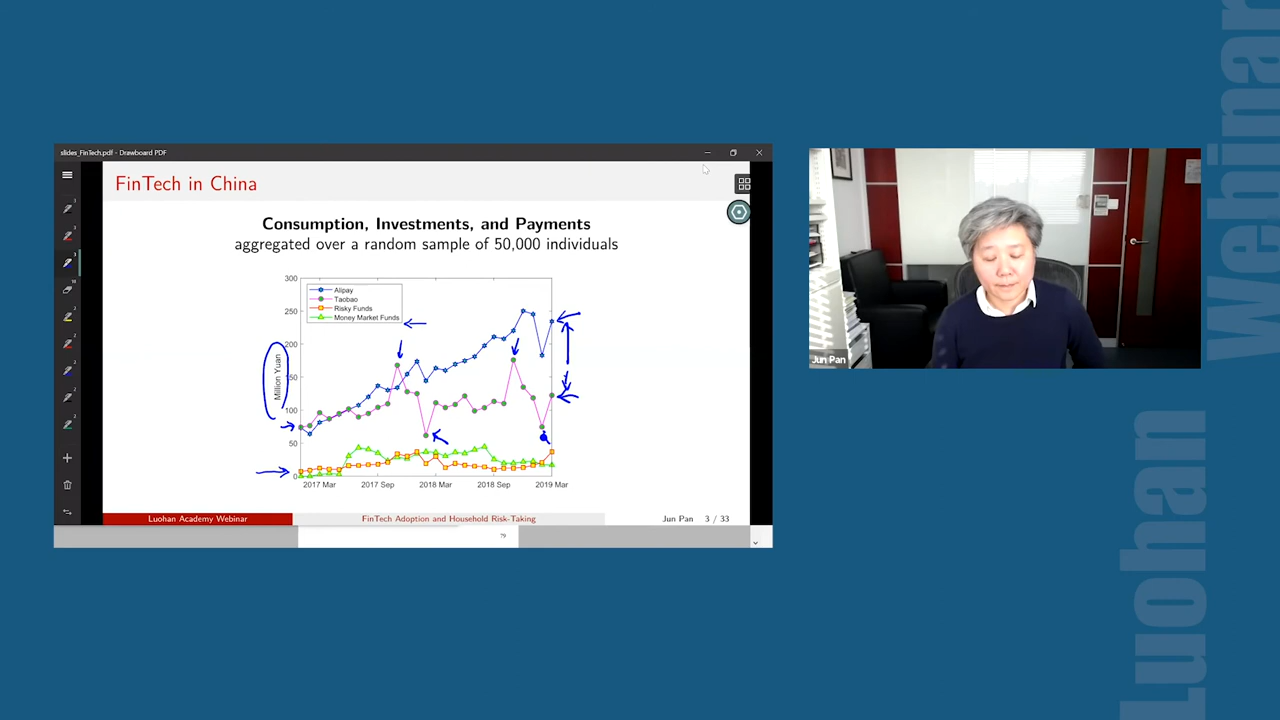 slides_FinTech.pdf - Drawboard PDF
FinTech in China
Consumption, Investments, and Payments
aggregated over a random sample of 50,000 individuals
300
250
200
150
100
50
0
Million Yuan
Alipay
Taobao
Risky Funds
Money Market Funds
2017 Mar
2017 Sep
2018 Mar
2018 Sep
2019 Mar
Luohan Academy Webinar
FinTech Adoption and Household Risk-Taking
Jun Pan
3 / 33
79
Jun Pan
Webinar
Luohan